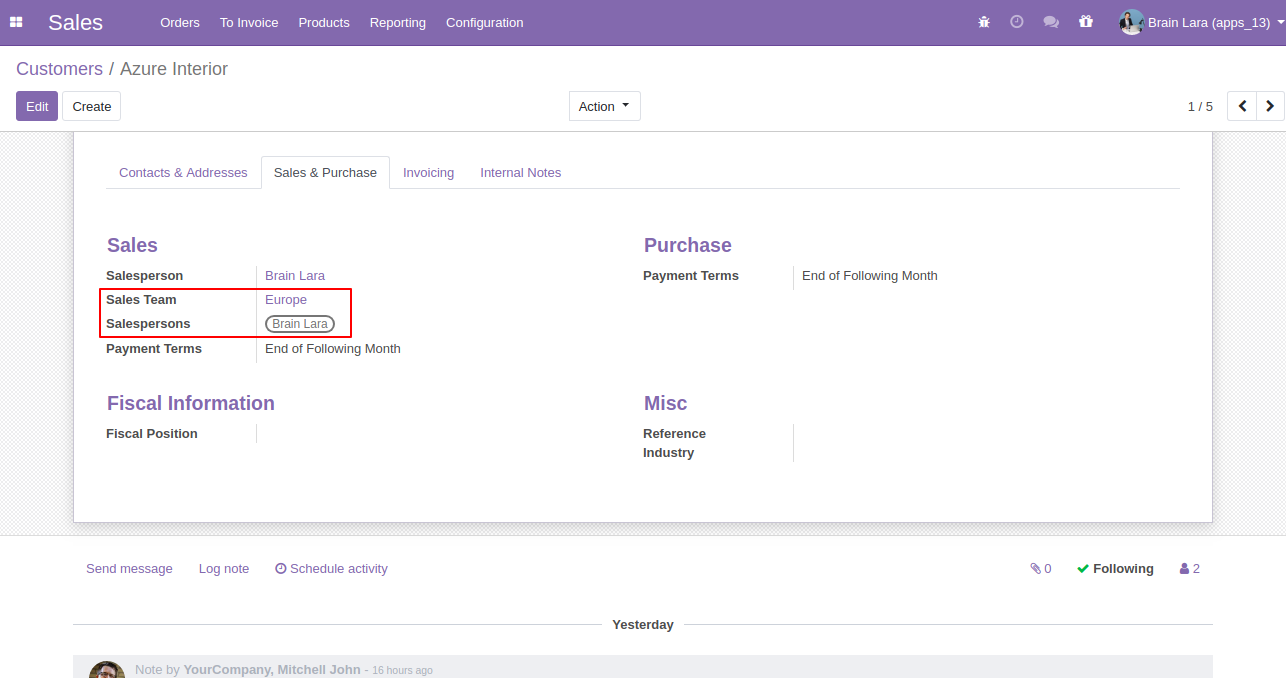 Sales Orders To Invoice Products Reporting Configuration Brain Lara (apps_13)
Customers / Azure Interior
Edit Create Action 1 / 5
Contacts & Addresses Sales & Purchase Invoicing Internal Notes
Sales
Salesperson Brain Lara
Sales Team Europe
Salespersons Brain Lara
Payment Terms End of Following Month
Purchase
Payment Terms End of Following Month
Fiscal Information
Fiscal Position
Misc
Reference
Industry
Send message Log note Schedule activity 0 Following 2
Yesterday
Note by YourCompany, Mitchell John - 16 hours ago